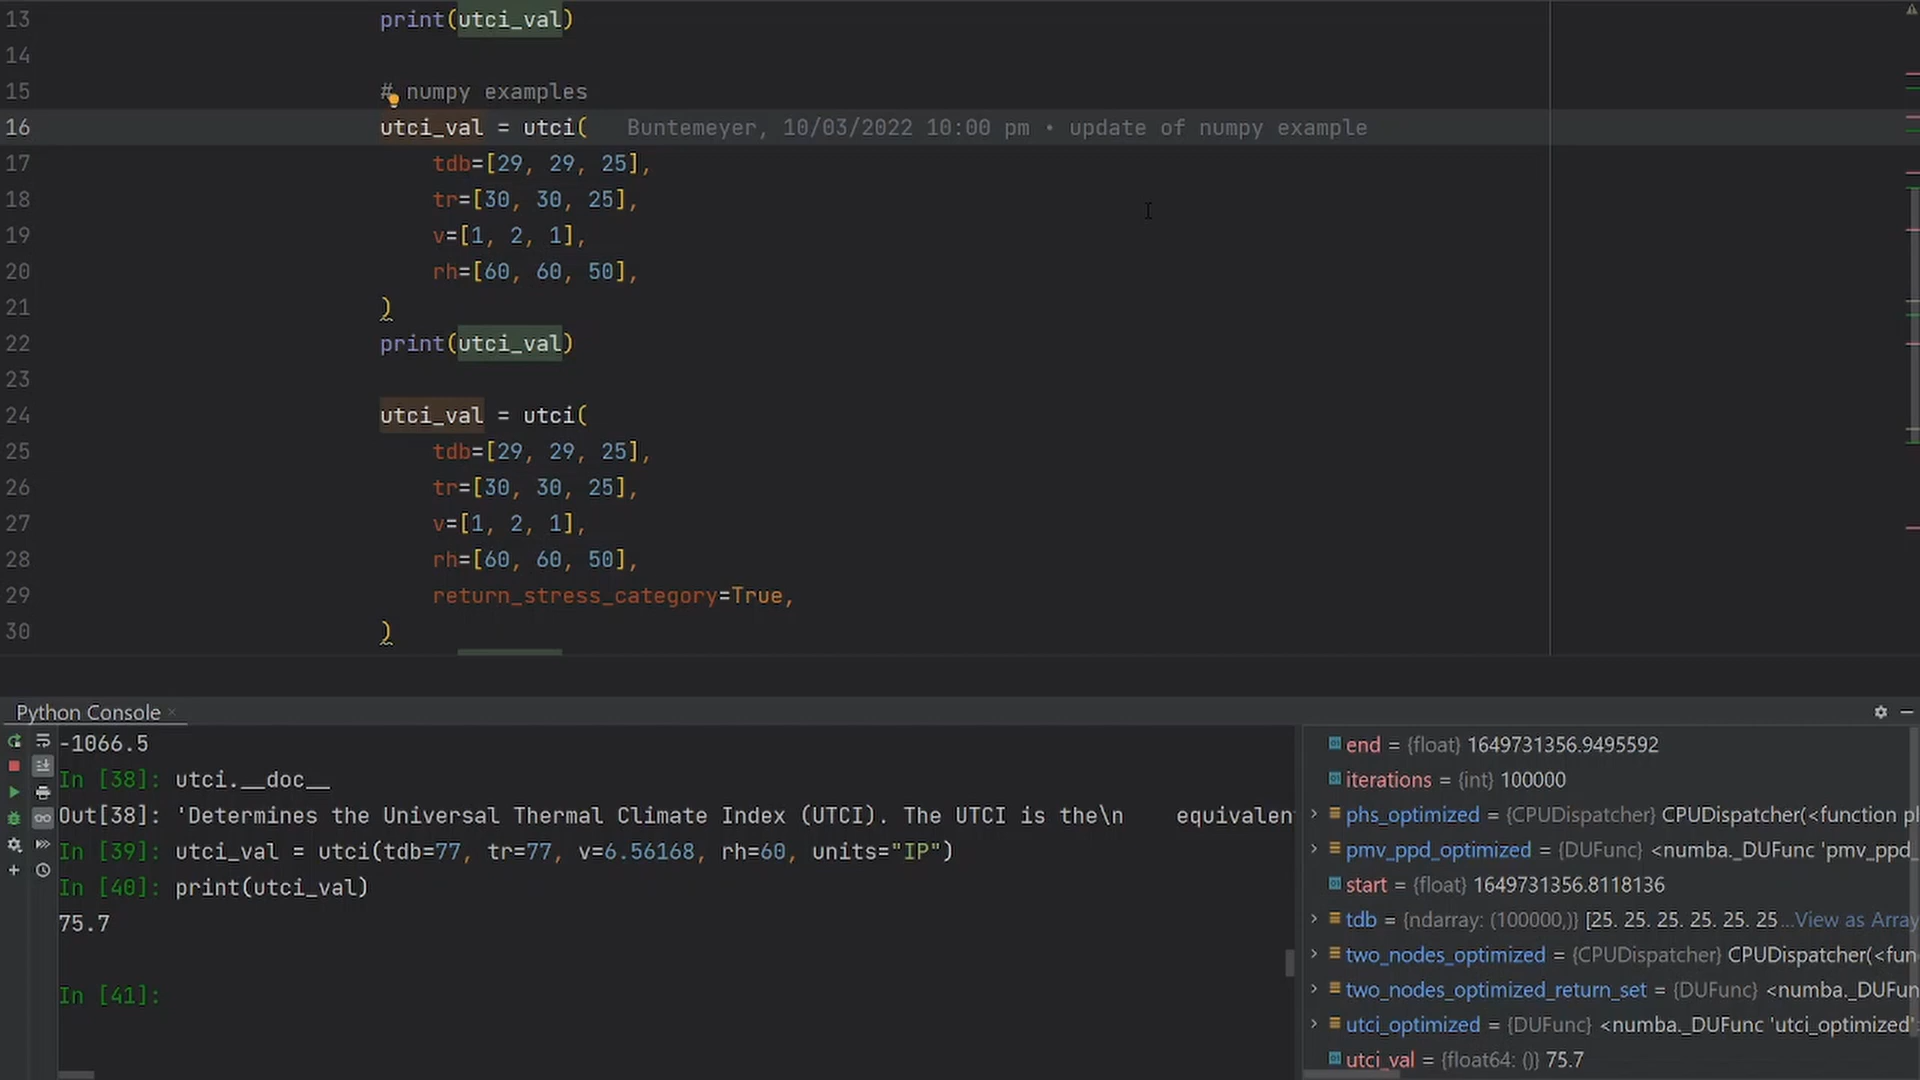 13 print(utci_val)
14
15 # numpy examples
16 utci_val = utci( Buntemeyer, 10/03/2022 10:00 pm • update of numpy example
17 tdb=[29, 29, 25],
18 tr=[30, 30, 25],
19 v=[1, 2, 1],
20 rh=[60, 60, 50],
21 )
22 print(utci_val)
23
24 utci_val = utci(
25 tdb=[29, 29, 25],
26 tr=[30, 30, 25],
27 v=[1, 2, 1],
28 rh=[60, 60, 50],
29 return_stress_category=True,
30 )
Python Console
-1066.5
In [38]: utci.__doc__
Out[38]: 'Determines the Universal Thermal Climate Index (UTCI). The UTCI is the\n    equivalen
In [39]: utci_val = utci(tdb=77, tr=77, v=6.56168, rh=60, units="IP")
In [40]: print(utci_val)
75.7
In [41]:
end = {float} 1649731356.9495592
iterations = {int} 100000
phs_optimized = {CPUDispatcher} CPUDispatcher(<function pl
pmv_ppd_optimized = {DUFunc} <numba._DUFunc 'pmv_ppd_
start = {float} 1649731356.8118136
tdb = {ndarray: (100000,)} [25. 25. 25. 25. 25. 25 ...View as Array
two_nodes_optimized = {CPUDispatcher} CPUDispatcher(<fun
two_nodes_optimized_return_set = {DUFunc} <numba._DUFun
utci_optimized = {DUFunc} <numba._DUFunc 'utci_optimized'
utci_val = {float64: ()} 75.7